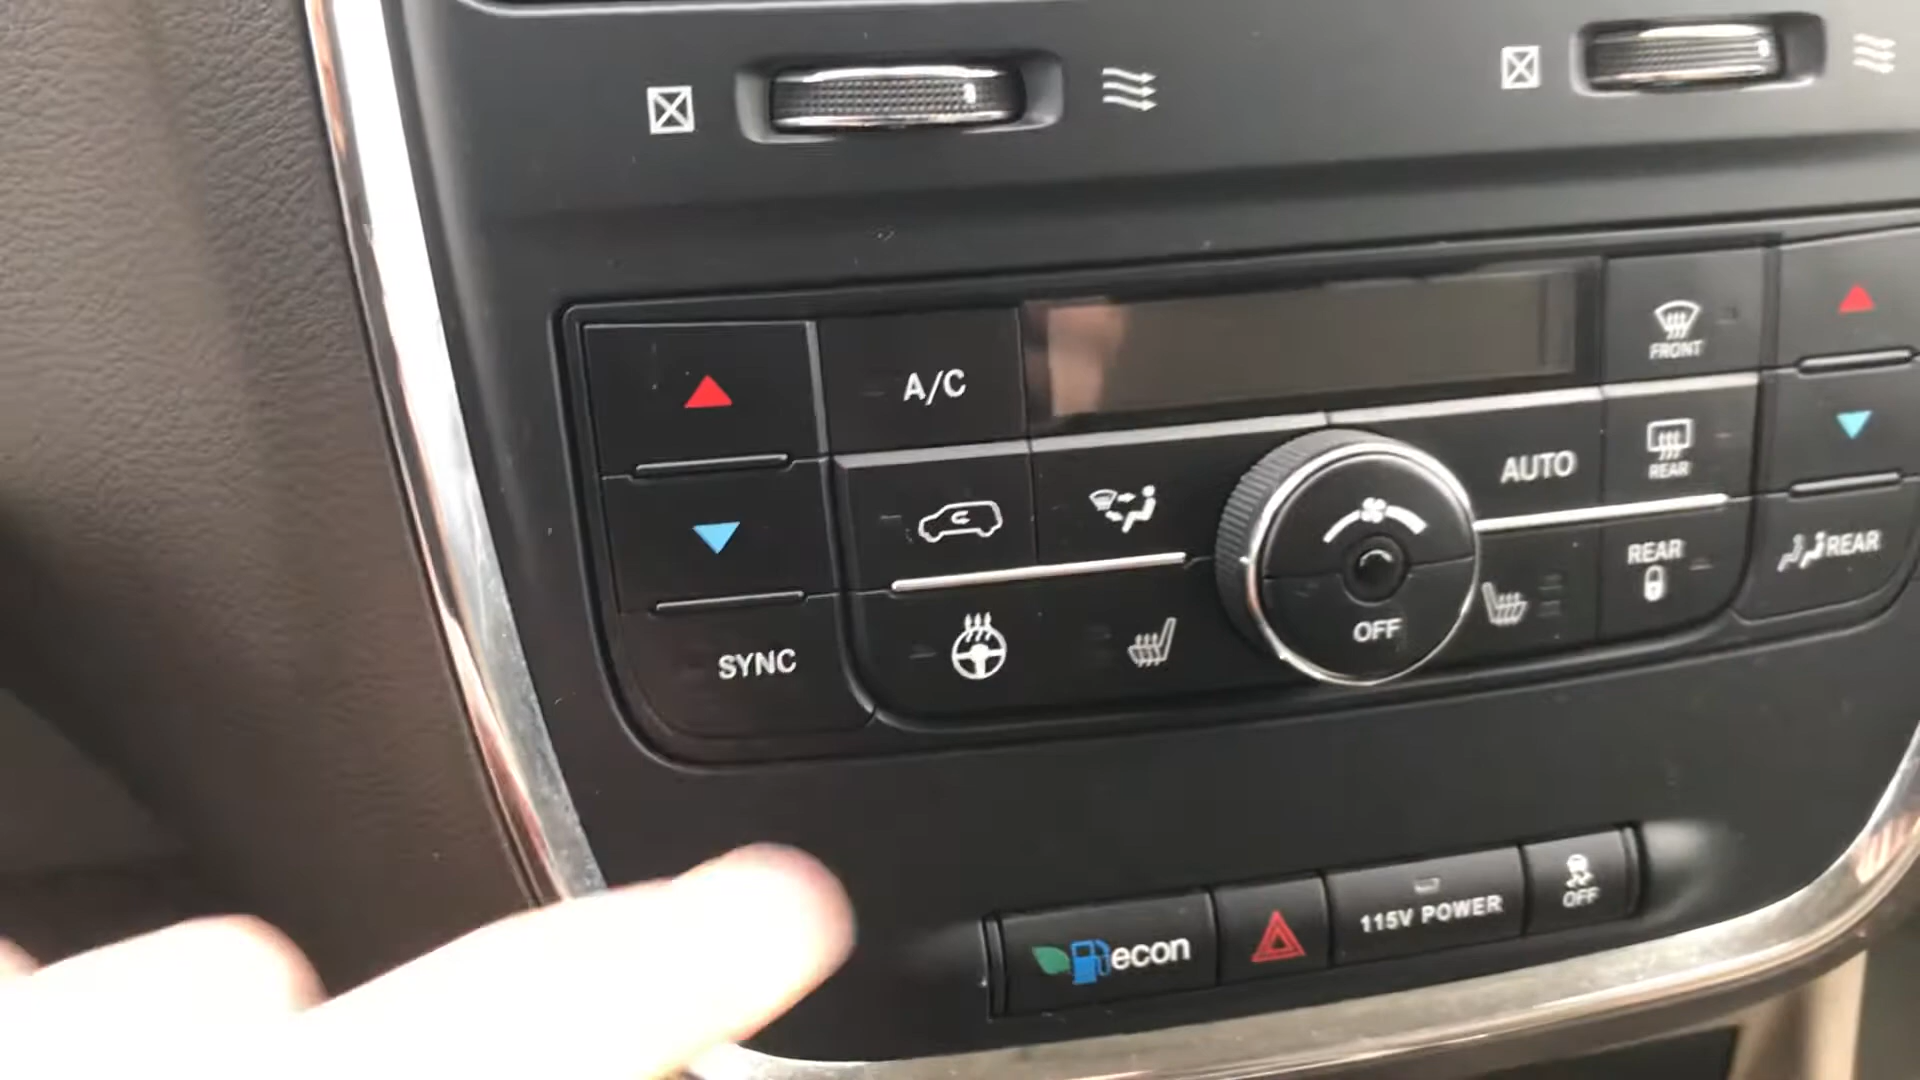 A/C
FRONT
AUTO
REAR
REAR
REAR
SYNC
OFF
econ
115V POWER
OFF